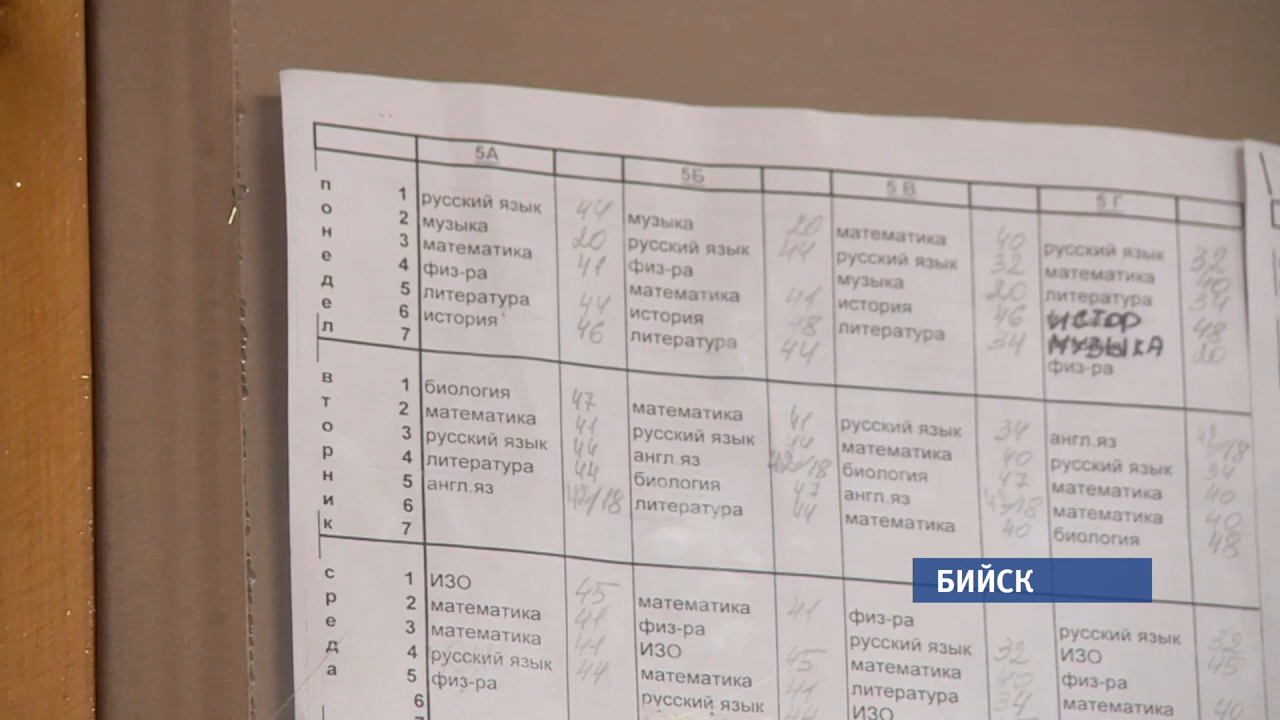 5А 5Б 5 В 5 Г
понедел
1 русский язык 44 музыка 20 математика 40 русский язык 32
2 музыка 20 русский язык 44 русский язык 32 математика 40
3 математика 41 физ-ра музыка 20 литература 34
4 физ-ра математика 41 история 46 ИСТОР 48
5 литература 44 история 48 литература 34 МУЗЫКА 20
6 история 46 литература 44 физ-ра
7
вторник
1 биология 47 математика 41 русский язык 34 англ.яз 42/18
2 математика 41 русский язык 44 математика 40 русский язык 34
3 русский язык 44 англ.яз 42/18 биология 47 математика 40
4 литература 44 биология 47 англ.яз 42/18 математика 40
5 англ.яз 42/18 литература 44 математика 40 биология 48
6
7
среда
1 ИЗО 45 математика 41 физ-ра русский язык 32
2 математика 41 физ-ра русский язык 32 ИЗО 45
3 математика 41 ИЗО 45 математика 40 физ-ра
4 русский язык 44 математика 41 литература 34 математика 40
5 физ-ра русский язык 44 ИЗО
6
БИЙСК